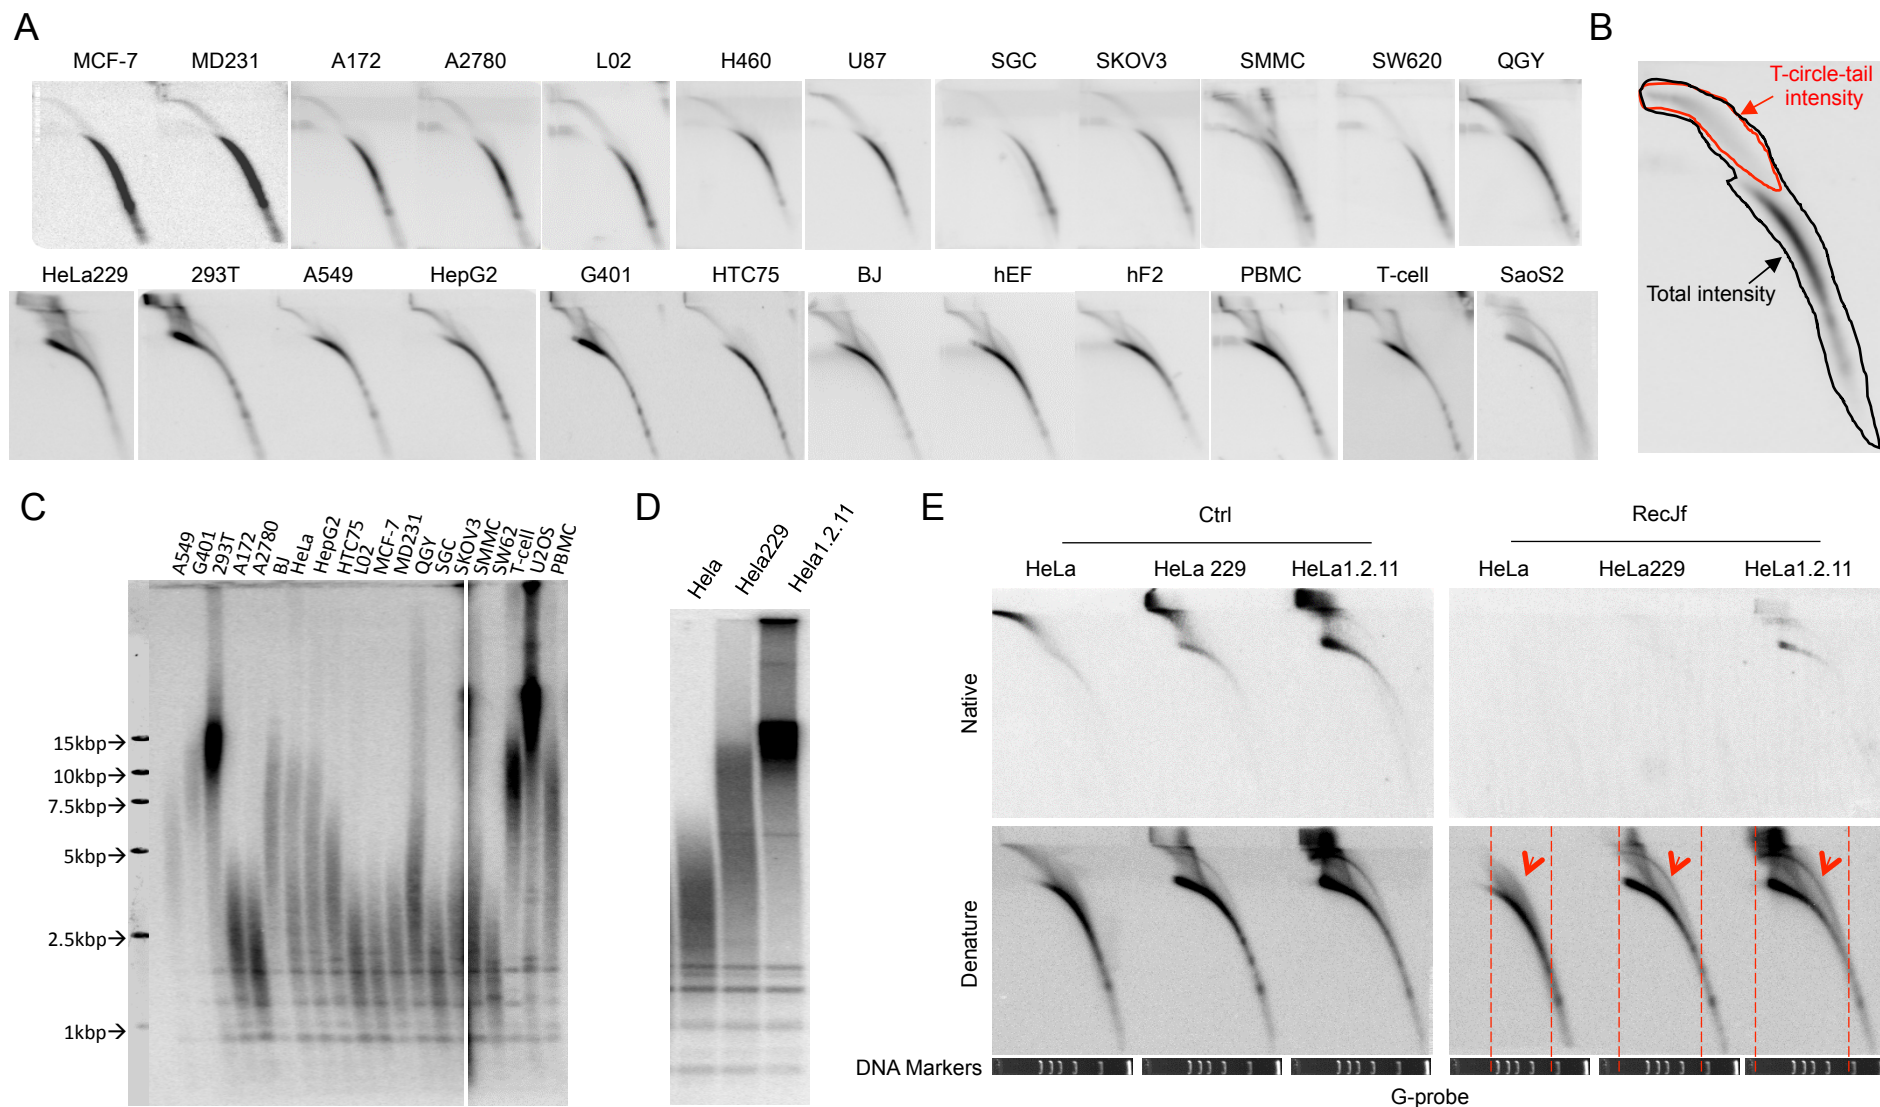 A
MCF-7 MD231 A172 A2780 L02 H460 U87 SGC SKOV3 SMMC SW620 QGY
HeLa229 293T A549 HepG2 G401 HTC75 BJ hEF hF2 PBMC T-cell SaoS2
B
T-circle-tail
intensity
Total intensity
C
A549 G401 293T A172 A2780 BJ HeLa HepG2 HTC75 L02 MCF-7 MD231 QGY SGC SKOV3 SMMC SW62 T-cell U2OS PBMC
15kbp→
10kbp→
7.5kbp→
5kbp→
2.5kbp→
1kbp→
D
Hela Hela229 Hela1.2.11
E
Ctrl RecJf
HeLa HeLa 229 HeLa1.2.11 HeLa HeLa229 HeLa1.2.11
Native
Denature
DNA Markers
G-probe